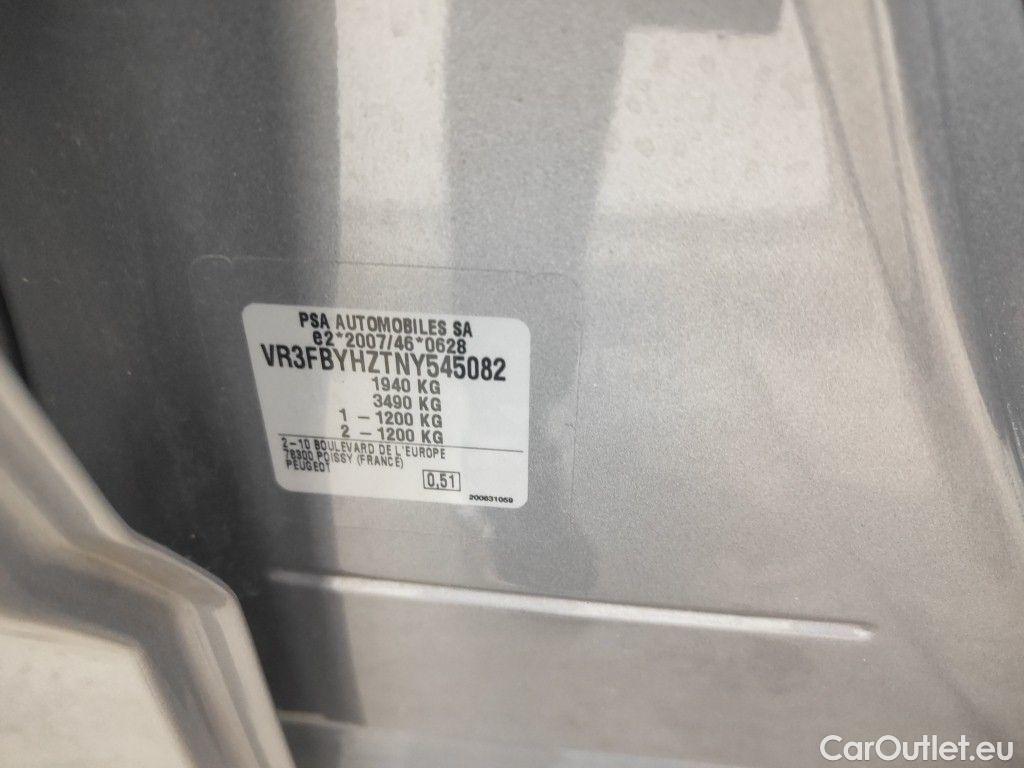 PSA AUTOMOBILES SA
e2*2007/46*0628
VR3FBYHZTNY545082
1940 KG
3490 KG
1 – 1200 KG
2 – 1200 KG
2–10 BOULEVARD DE L'EUROPE
78300 POISSY (FRANCE)
PEUGEOT
0,51
200631059
CarOutlet.eu